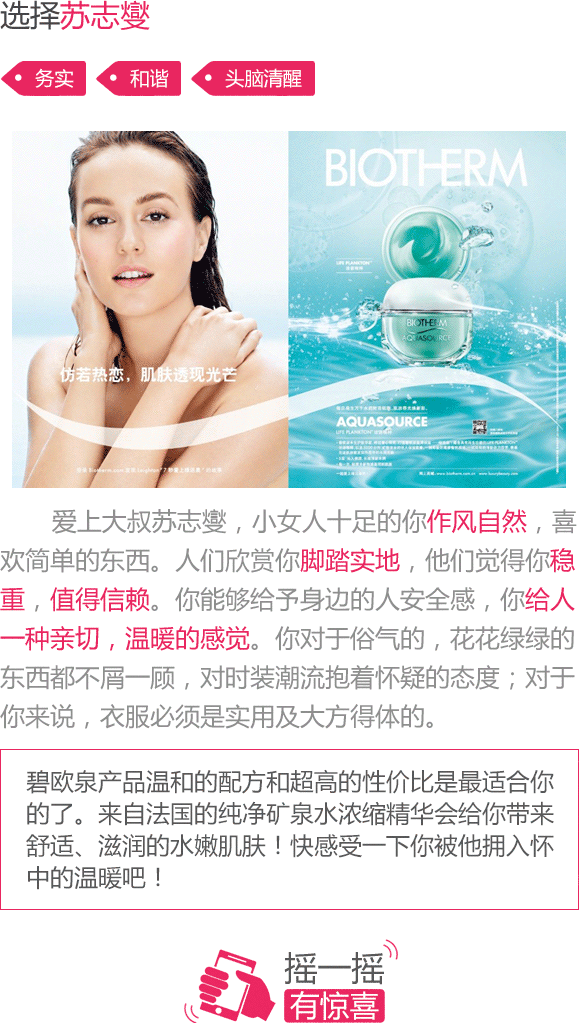 选择苏志燮
务实 和谐 头脑清醒
BIOTHERM
LIFE PLANKTON
BIOTHERM
AQUASOURCE
仿若热恋，肌肤透现光芒
AQUASOURCE
LIFE PLANKTON
爱上大叔苏志燮，小女人十足的你作风自然，喜
欢简单的东西。人们欣赏你脚踏实地，他们觉得你稳
重，值得信赖。你能够给予身边的人安全感，你给人
一种亲切，温暖的感觉。你对于俗气的，花花绿绿的
东西都不屑一顾，对时装潮流抱着怀疑的态度；对于
你来说，衣服必须是实用及大方得体的。
碧欧泉产品温和的配方和超高的性价比是最适合你
的了。来自法国的纯净矿泉水浓缩精华会给你带来
舒适、滋润的水嫩肌肤！快感受一下你被他拥入怀
中的温暖吧！
摇一摇
有惊喜